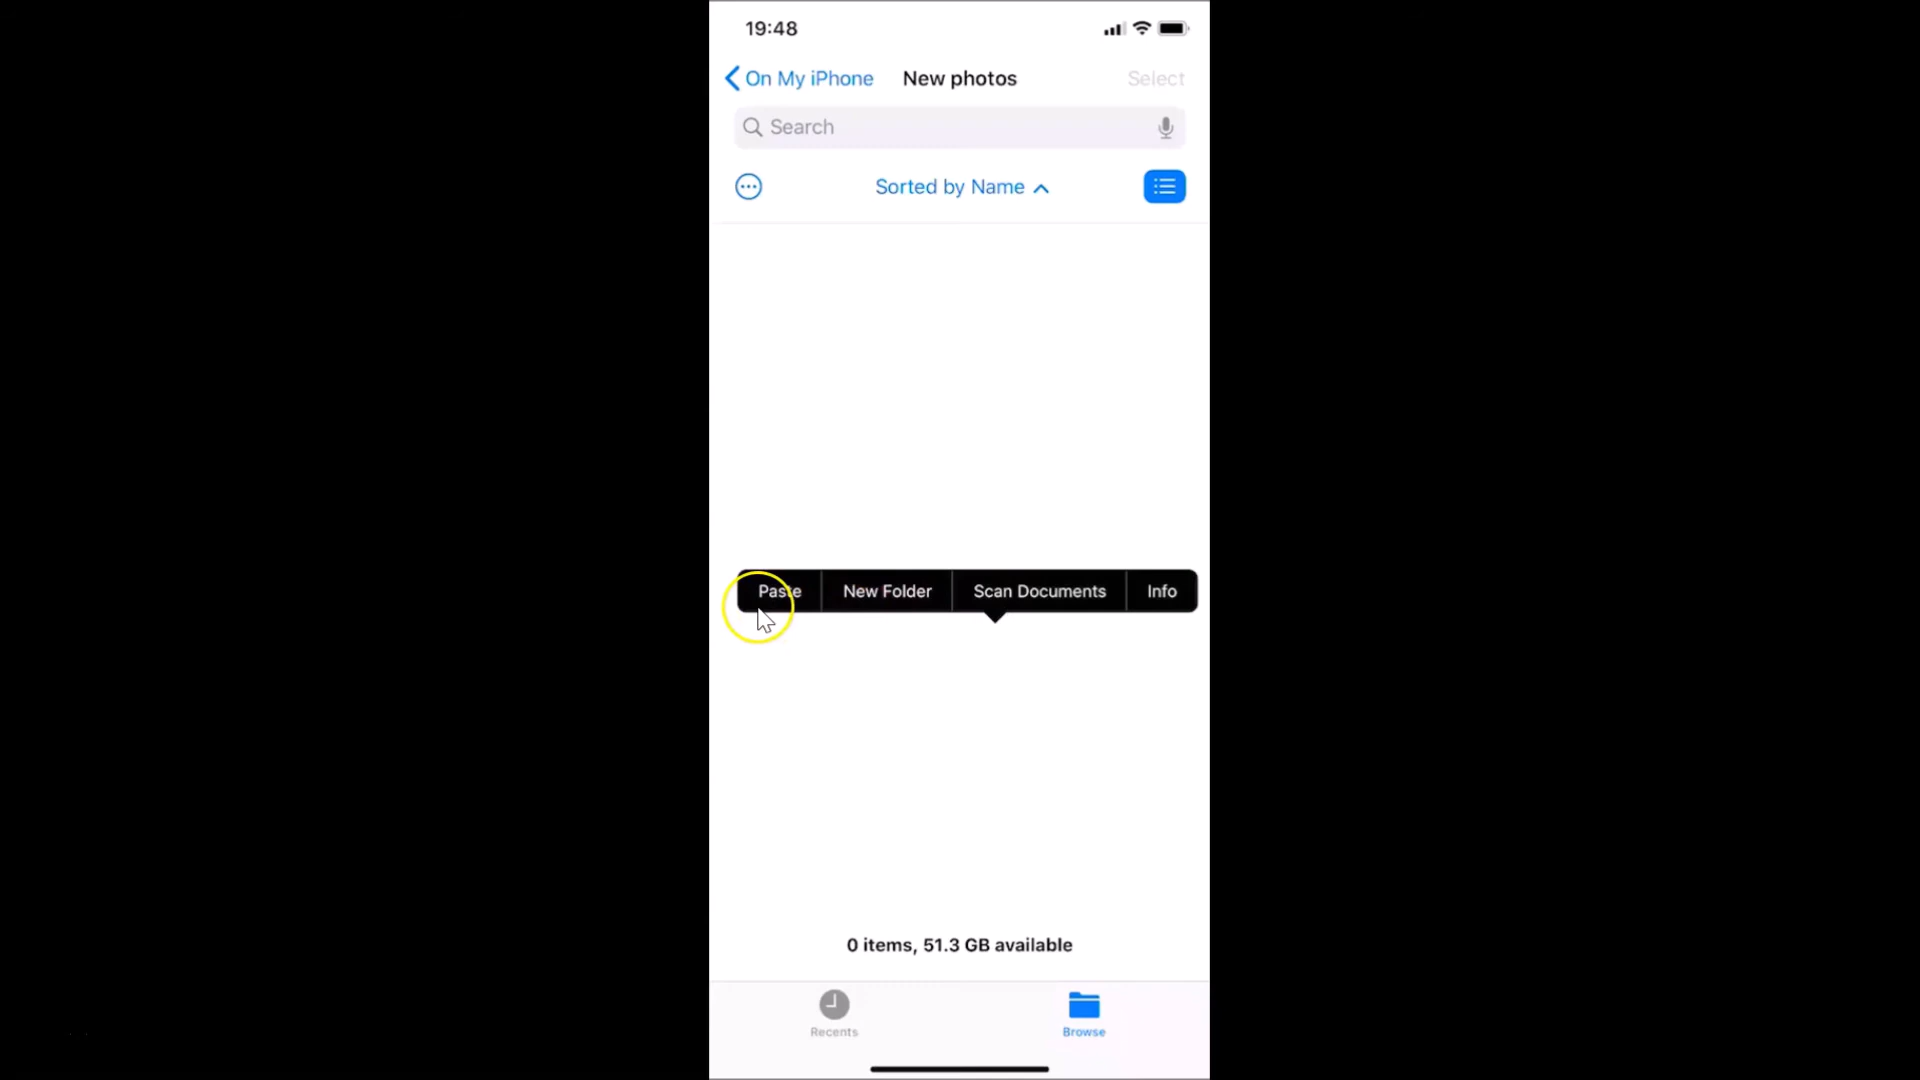 19:48
On My iPhone New photos Select
Search
Sorted by Name
Paste New Folder Scan Documents Info
0 items, 51.3 GB available
Recents Browse